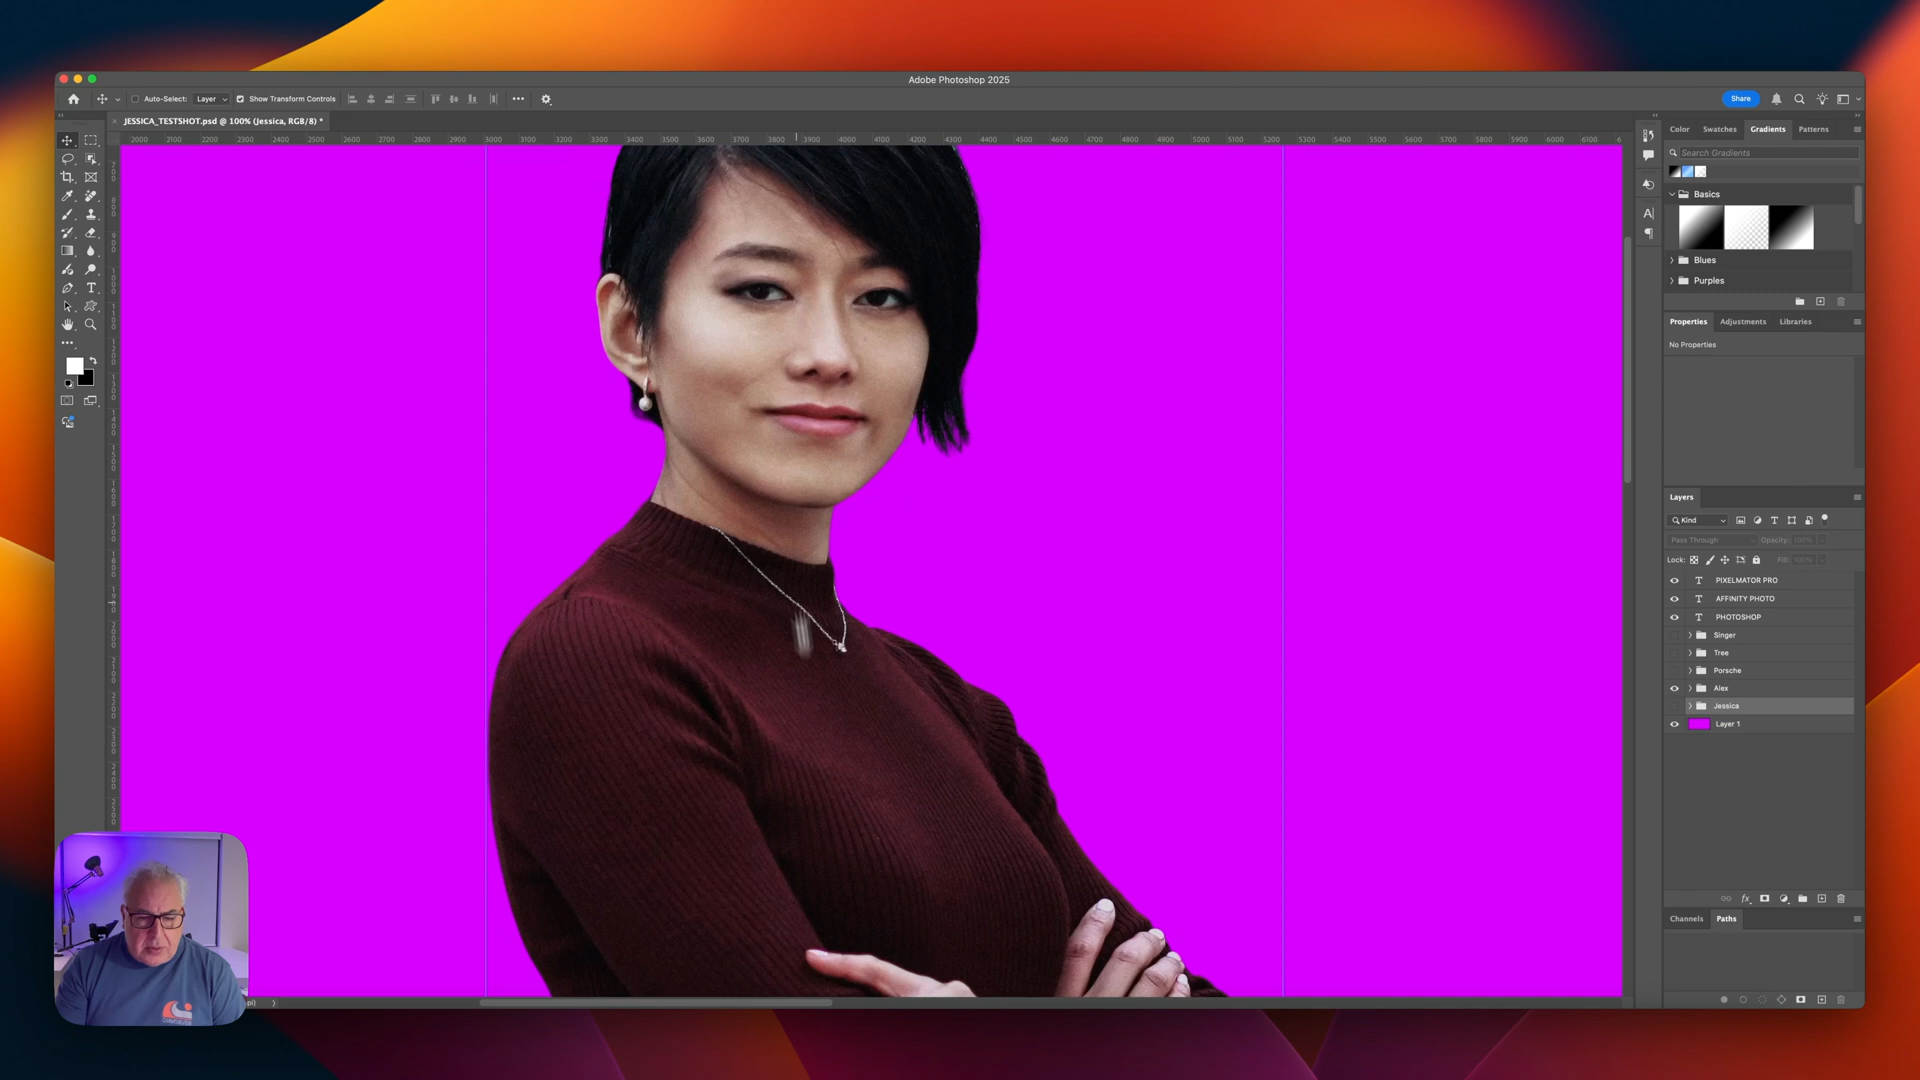 Adobe Photoshop 2025
Auto-Select: Layer Show Transform Controls Share
JESSICA_TESTSHOT.psd @ 100% (Jessica, RGB/8) *
2000 2100 2200 2300 2400 2500 2600 2700 2800 2900 3000 3100 3200 3300 3400 3500 3600 3700 3800 3900 4000 4100 4200 4300 4400 4500 4600 4700 4800 4900 5000 5100 5200 5300 5400 5500 5600 5700 5800 5900 6000 6100
Color Swatches Gradients Patterns
Search Gradients
Basics
Blues
Purples
Properties Adjustments Libraries
No Properties
Layers
Kind
Pass Through Opacity: 100%
Lock: Fill: 100%
PIXELMATOR PRO
AFFINITY PHOTO
PHOTOSHOP
Singer
Tree
Porsche
Alex
Jessica
Layer 1
Channels Paths